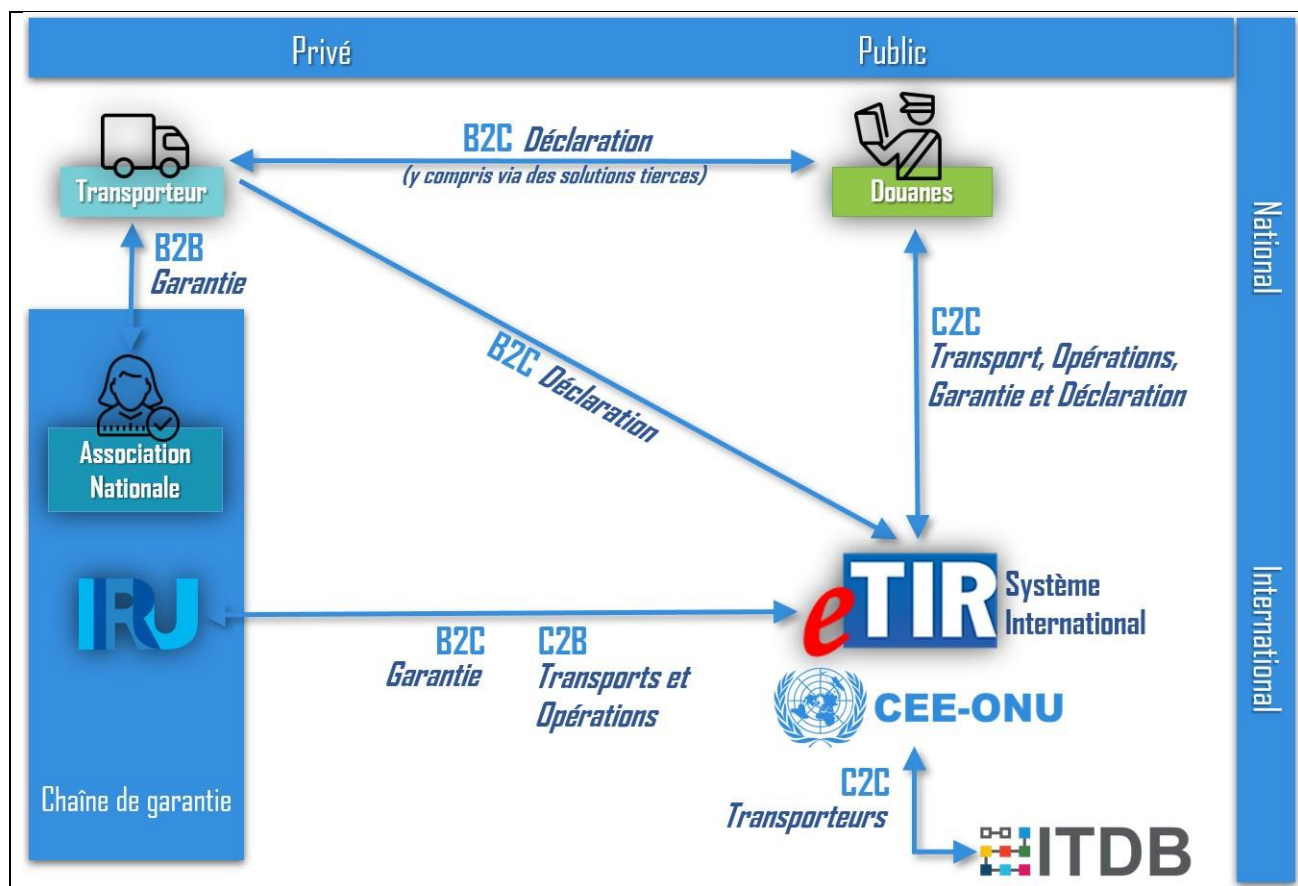 Privé
Public
National
International
Transporteur
B2C Déclaration
(y compris via des solutions tierces)
Douanes
B2B
Garantie
B2C Déclaration
C2C
Transport, Opérations,
Garantie et Déclaration
Association
Nationale
IRU
eTIR
Système
International
B2C
Garantie
C2B
Transports et
Opérations
CEE-ONU
Chaîne de garantie
C2C
Transporteurs
ITDB